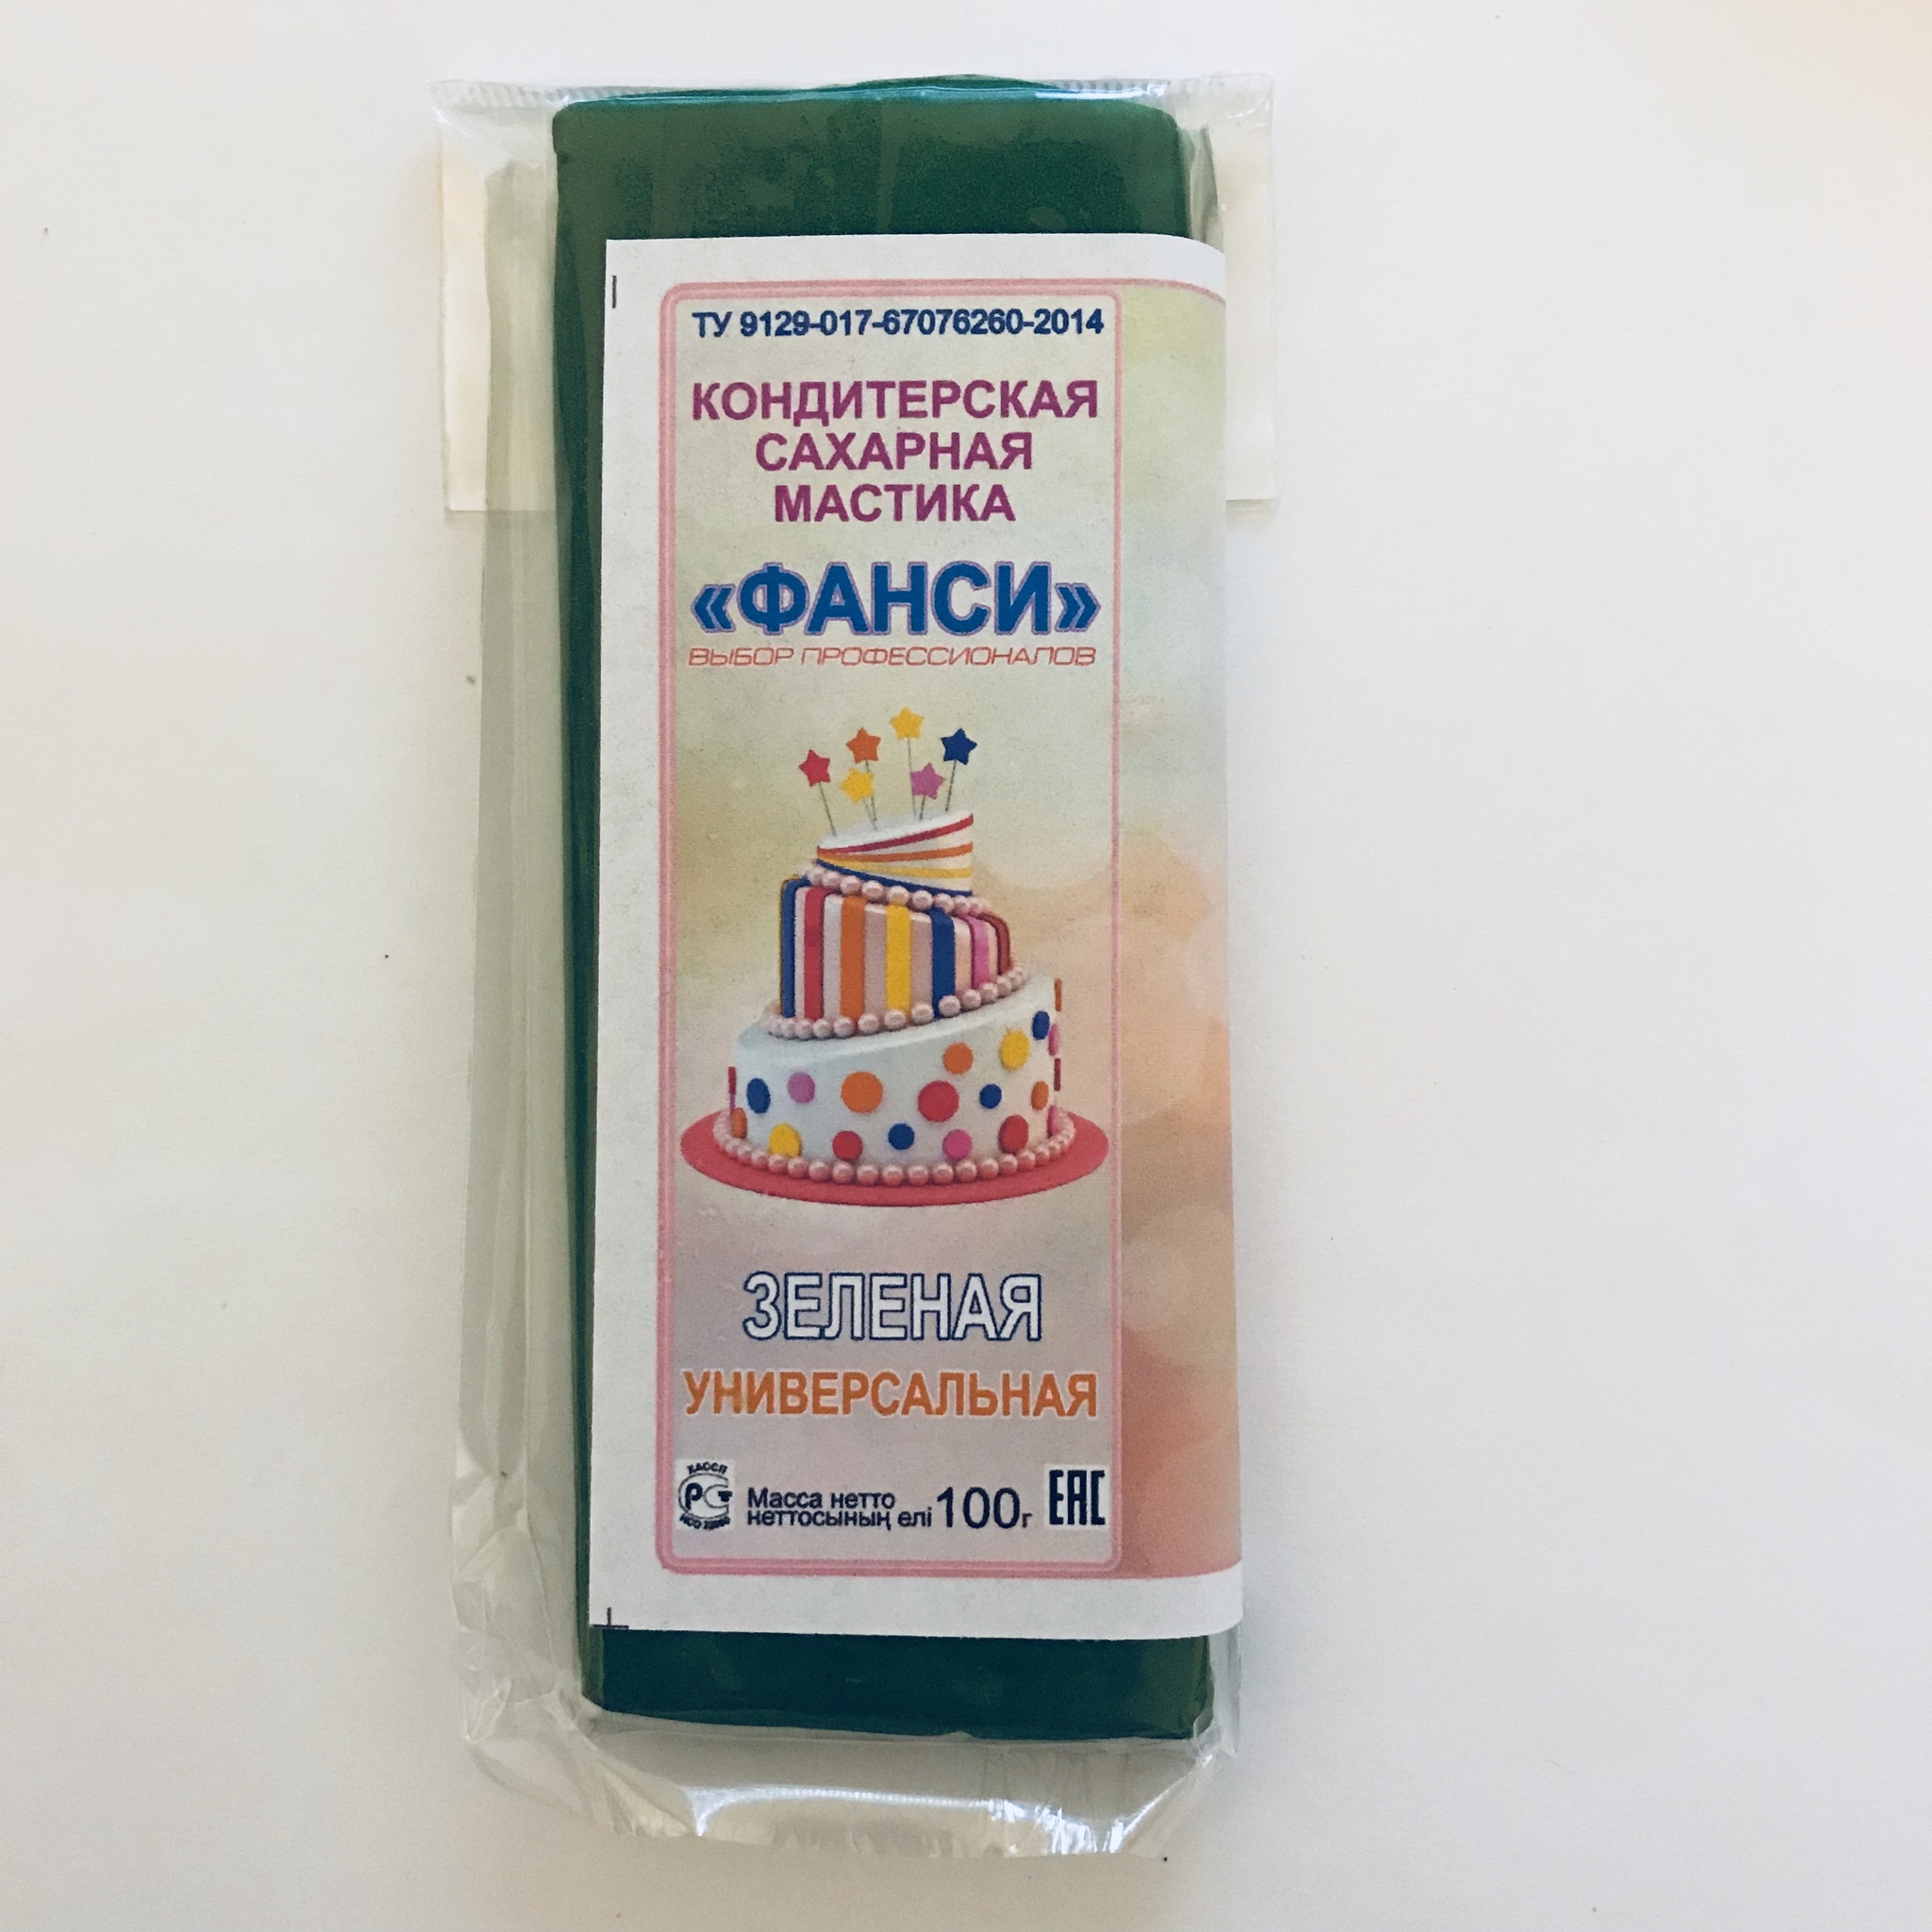 ТУ 9129-017-67076260-2014
КОНДИТЕРСКАЯ
САХАРНАЯ
МАСТИКА
«ФАНСИ»
ВЫБОР ПРОФЕССИОНАЛОВ
ЗЕЛЕНАЯ
УНИВЕРСАЛЬНАЯ
ХАССП
РСТ
Масса нетто
неттосының елі 100г
ЕАС